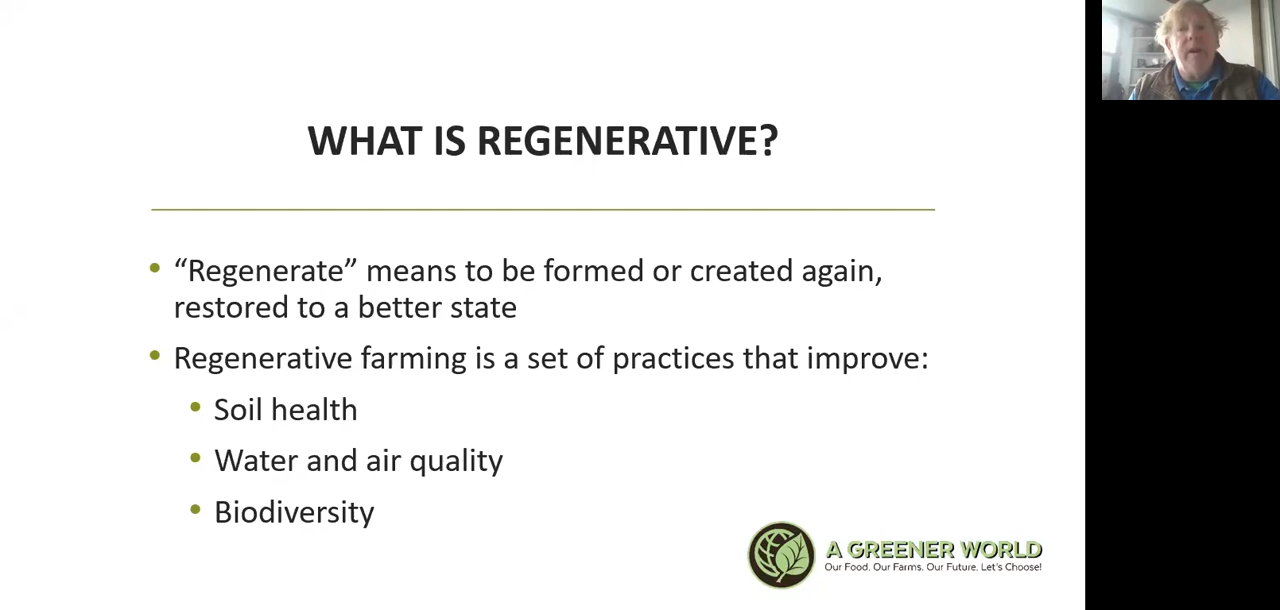 WHAT IS REGENERATIVE?
• “Regenerate” means to be formed or created again,
restored to a better state
• Regenerative farming is a set of practices that improve:
• Soil health
• Water and air quality
• Biodiversity
A GREENER WORLD
Our Food. Our Farms. Our Future. Let's Choose!